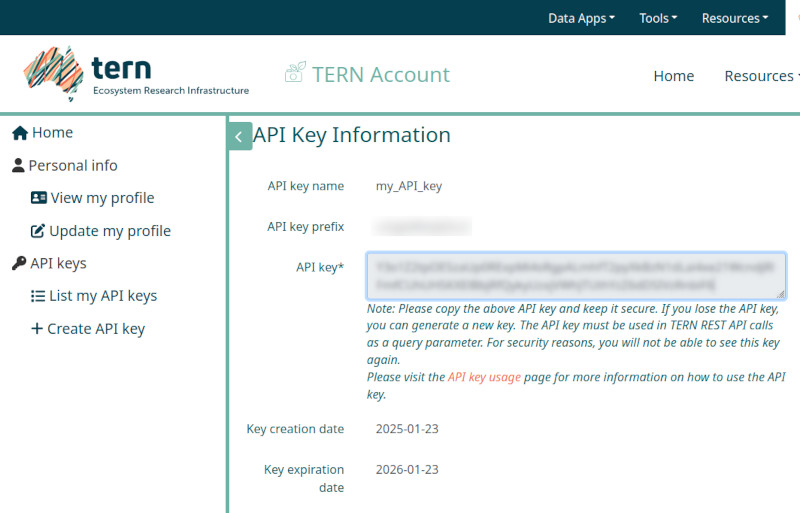 Data Apps
Tools
Resources
tern
Ecosystem Research Infrastructure
TERN Account
Home
Resources
Home
Personal info
View my profile
Update my profile
API keys
List my API keys
Create API key
API Key Information
API key name
my_API_key
API key prefix
API key*
Note: Please copy the above API key and keep it secure. If you lose the API key,
you can generate a new key. The API key must be used in TERN REST API calls
as a query parameter. For security reasons, you will not be able to see this key
again.
Please visit the API key usage page for more information on how to use the API
key.
Key creation date
2025-01-23
Key expiration
date
2026-01-23